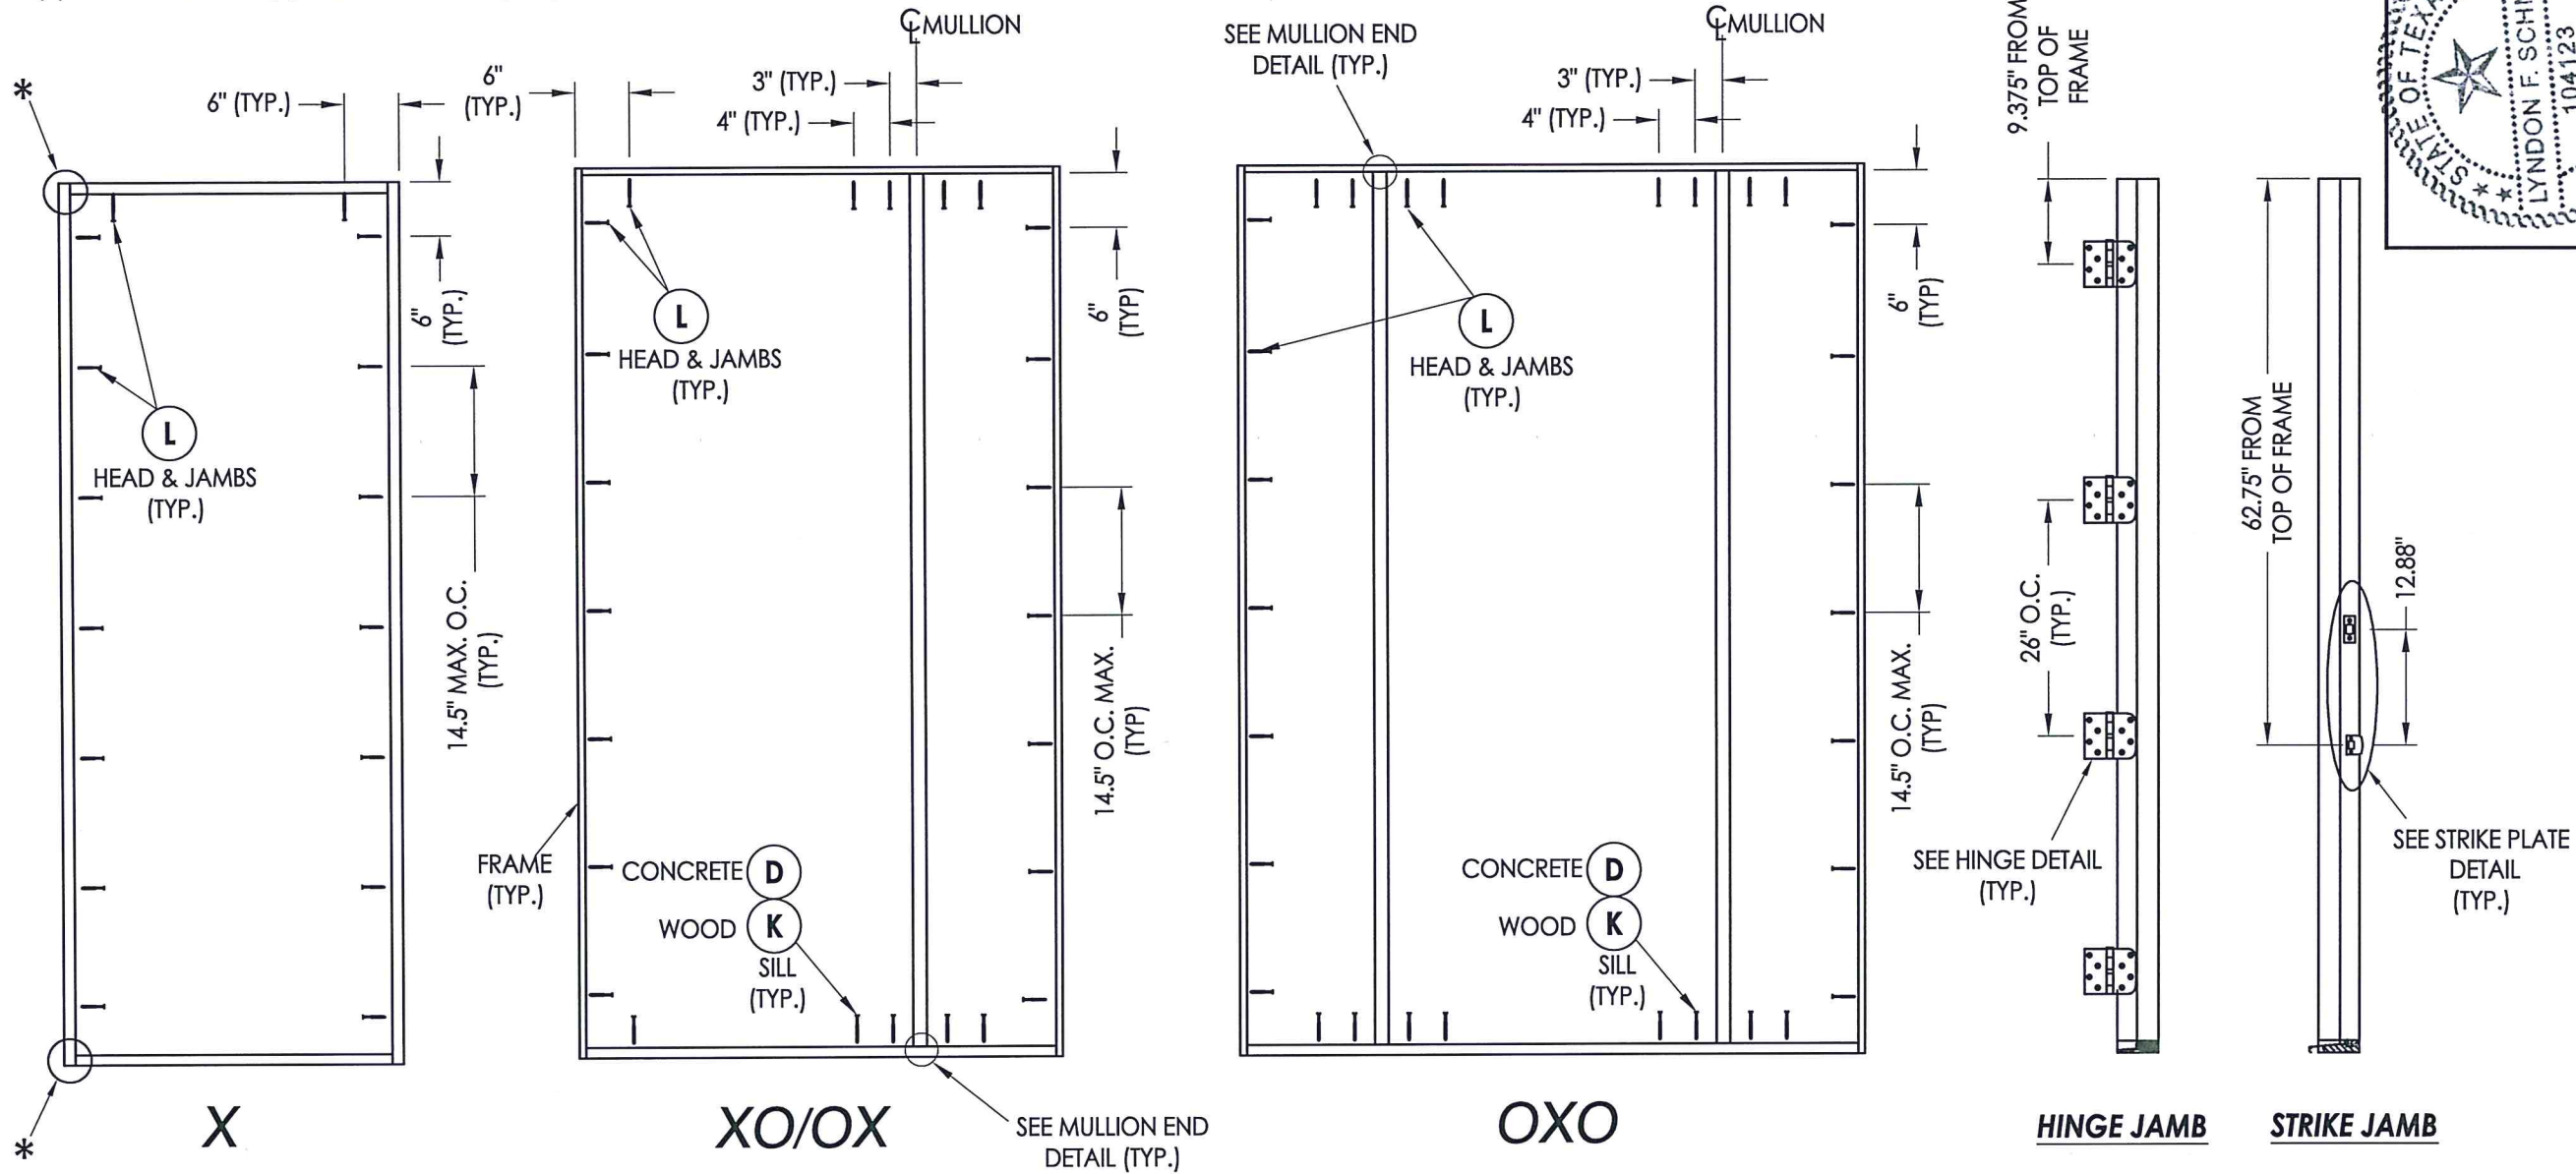 ℄ MULLION
SEE MULLION END
DETAIL (TYP.)
℄ MULLION
9.375" FROM
TOP OF
FRAME
STATE OF TEXAS
LYNDON F.
104123
*
6" (TYP.)
6"
(TYP.)
3" (TYP.)
4" (TYP.)
3" (TYP.)
4" (TYP.)
6"
(TYP.)
L
HEAD & JAMBS
(TYP.)
14.5" MAX. O.C.
(TYP.)
*
X
L
HEAD & JAMBS
(TYP.)
6"
(TYP)
14.5" O.C. MAX.
(TYP)
FRAME
(TYP.)
CONCRETE D
WOOD K
SILL
(TYP.)
XO/OX
SEE MULLION END
DETAIL (TYP.)
L
HEAD & JAMBS
(TYP.)
6"
(TYP)
14.5" O.C. MAX.
(TYP)
CONCRETE D
WOOD K
SILL
(TYP.)
OXO
26" O.C.
(TYP.)
SEE HINGE DETAIL
(TYP.)
HINGE JAMB
62.75" FROM
TOP OF FRAME
12.88"
SEE STRIKE PLATE
DETAIL
(TYP.)
STRIKE JAMB